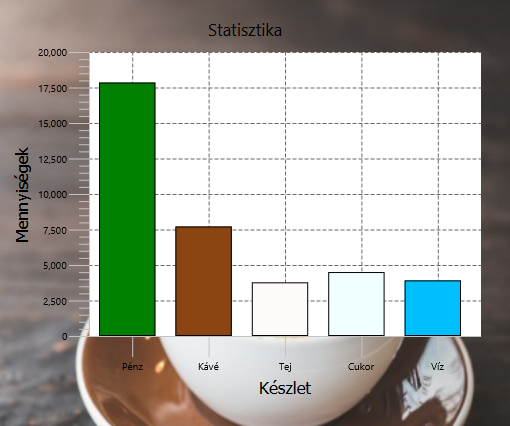 Statisztika
Mennyiségek
20,000
17,500
15,000
12,500
10,000
7,500
5,000
2,500
0
Pénz Kávé Tej Cukor Víz
Készlet